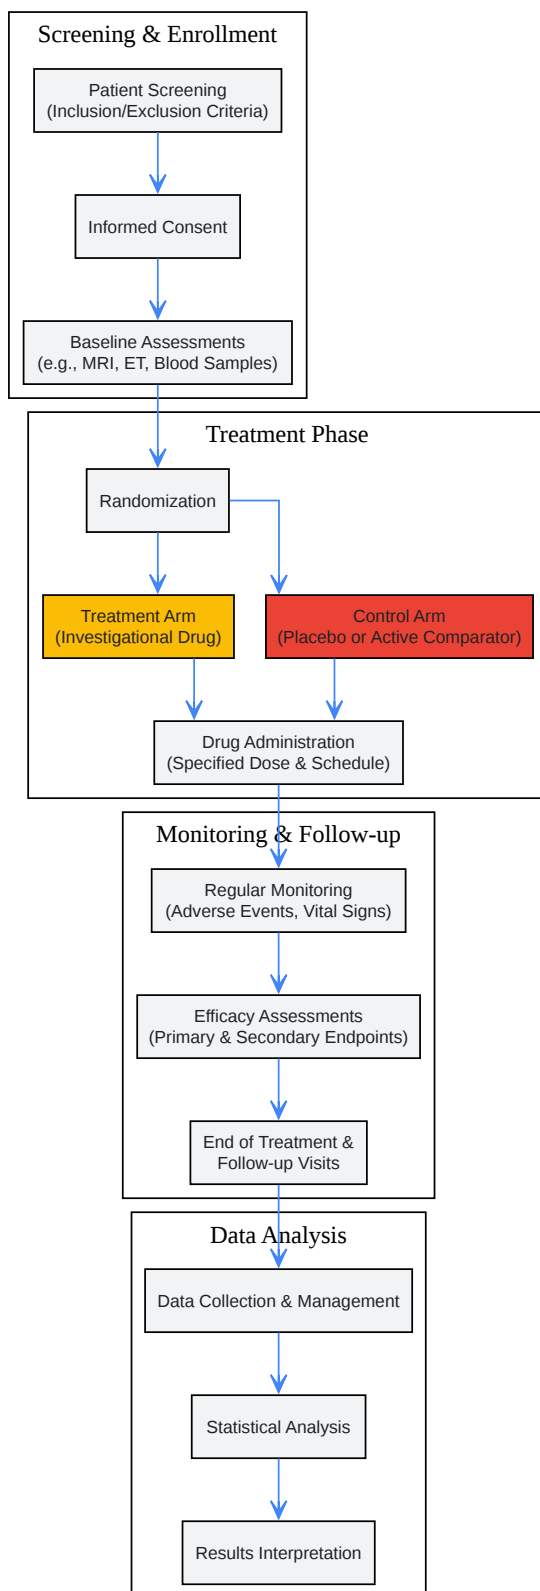 Screening & Enrollment
Patient Screening
(Inclusion/Exclusion Criteria)
Informed Consent
Baseline Assessments
(e.g., MRI, ET, Blood Samples)
Treatment Phase
Randomization
Treatment Arm
(Investigational Drug)
Control Arm
(Placebo or Active Comparator)
Drug Administration
(Specified Dose & Schedule)
Monitoring & Follow-up
Regular Monitoring
(Adverse Events, Vital Signs)
Efficacy Assessments
(Primary & Secondary Endpoints)
End of Treatment &
Follow-up Visits
Data Analysis
Data Collection & Management
Statistical Analysis
Results Interpretation